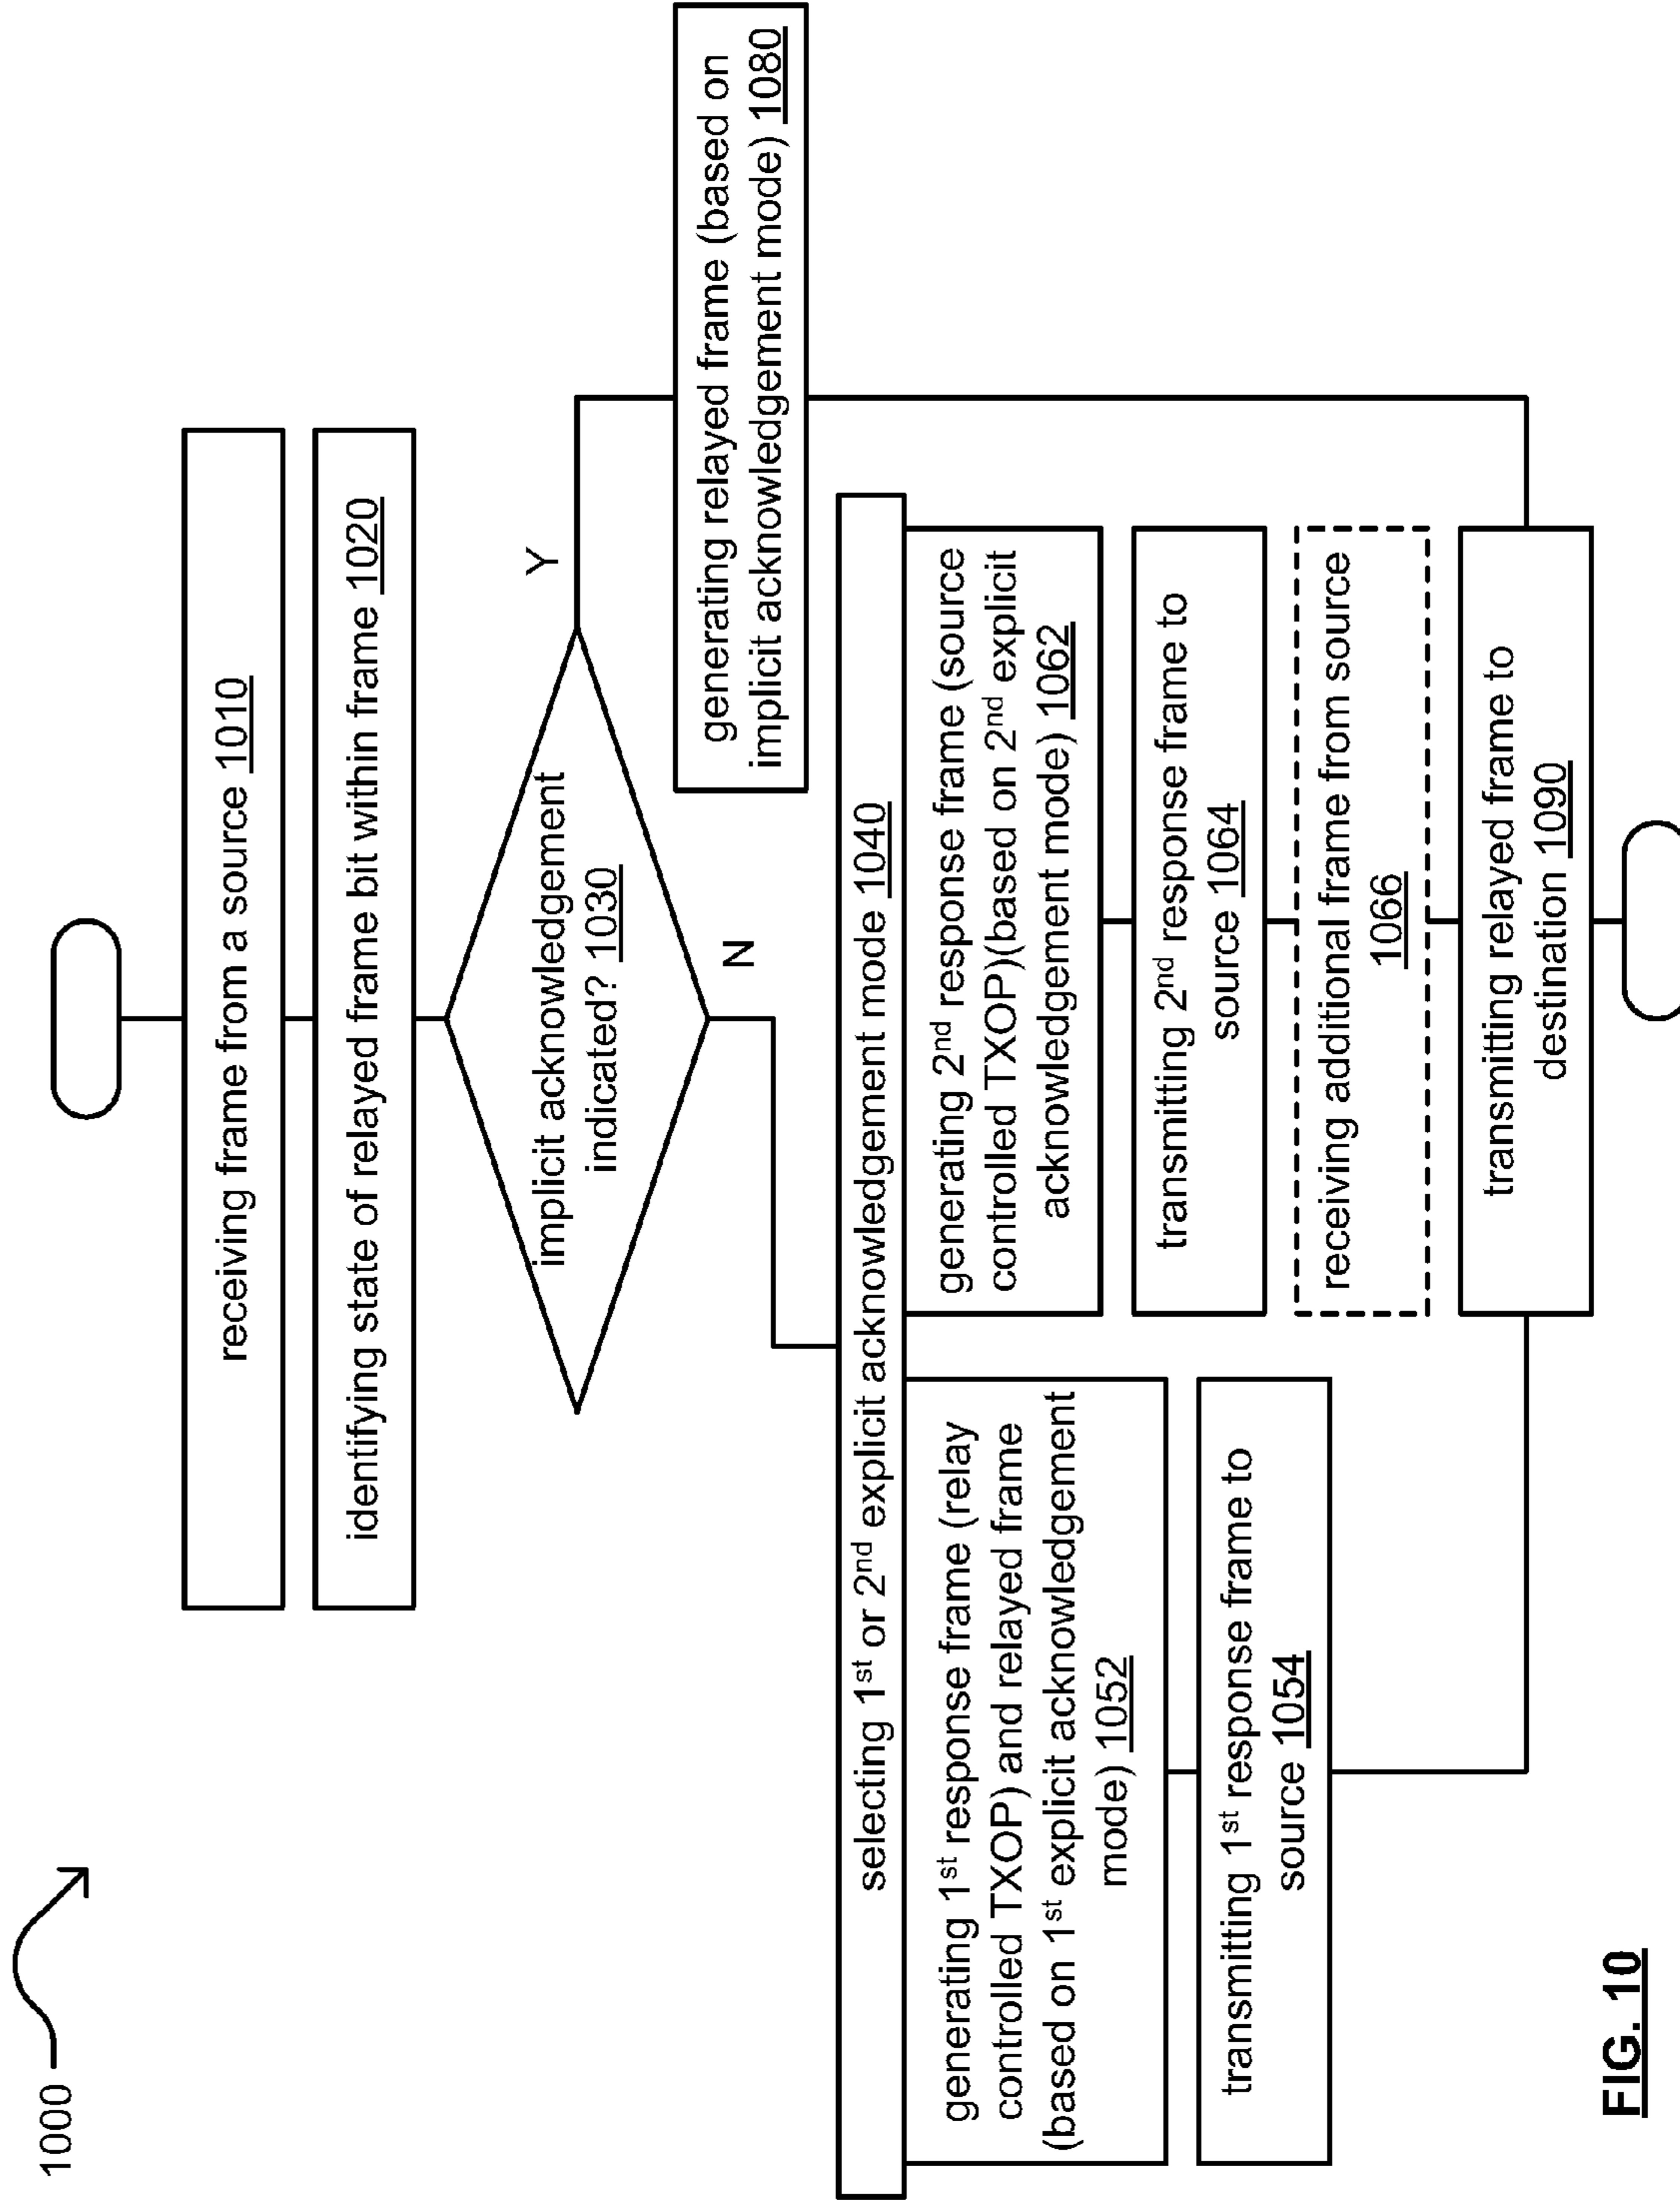 1000
receiving frame from a source 1010
identifying state of relayed frame bit within frame 1020
implicit acknowledgement
indicated? 1030
Y
N
generating relayed frame (based on
implicit acknowledgement mode) 1080
selecting 1st or 2nd explicit acknowledgement mode 1040
generating 1st response frame (relay
controlled TXOP) and relayed frame
(based on 1st explicit acknowledgement
mode) 1052
transmitting 1st response frame to
source 1054
generating 2nd response frame (source
controlled TXOP)(based on 2nd explicit
acknowledgement mode) 1062
transmitting 2nd response frame to
source 1064
receiving additional frame from source
1066
transmitting relayed frame to
destination 1090
FIG. 10